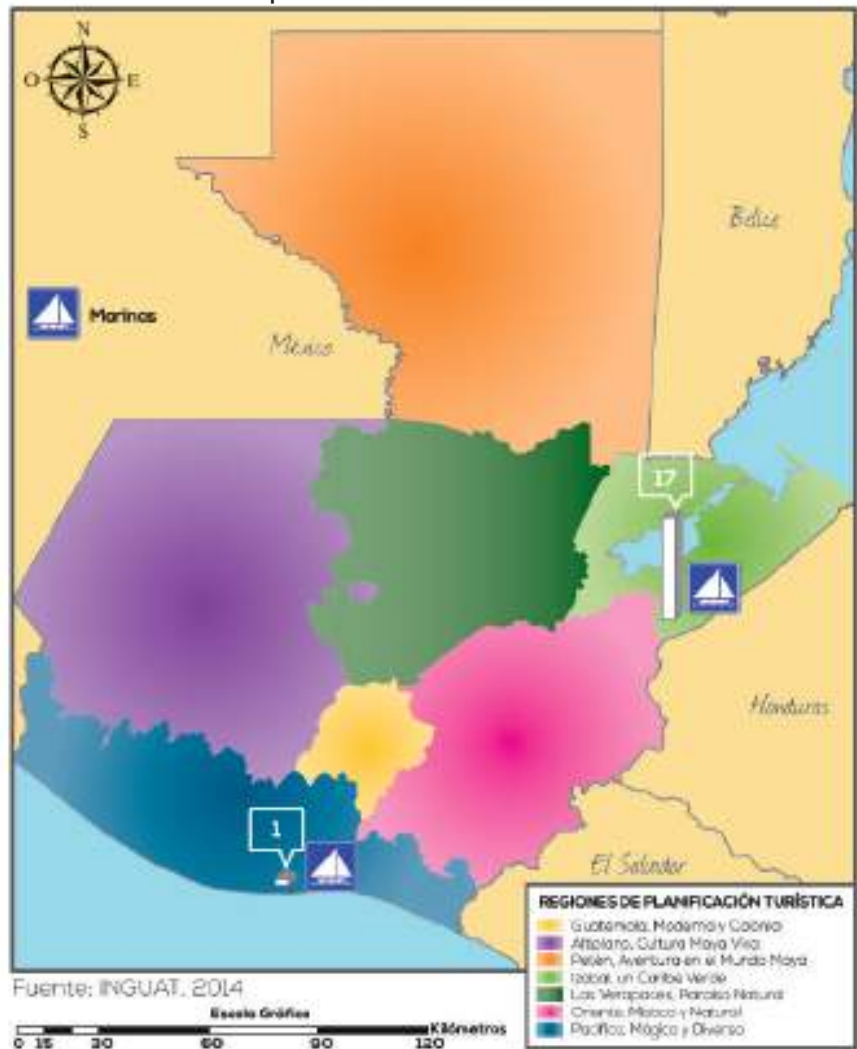 N
O E
S
Belice
Marinas
México
17
Honduras
1
El Salvador
REGIONES DE PLANIFICACIÓN TURÍSTICA
Guatemala, Moderna y Colonial
Altiplano, Cultura Maya Viva
Petén, Aventura en el Mundo Maya
Izabal, un Caribe Verde
Las Verapaces, Paraíso Natural
Oriente, Místico y Natural
Pacífico, Mágico y Diverso
Fuente: INGUAT. 2014
Escala Gráfica
Kilómetros
0 15 30 60 90 120